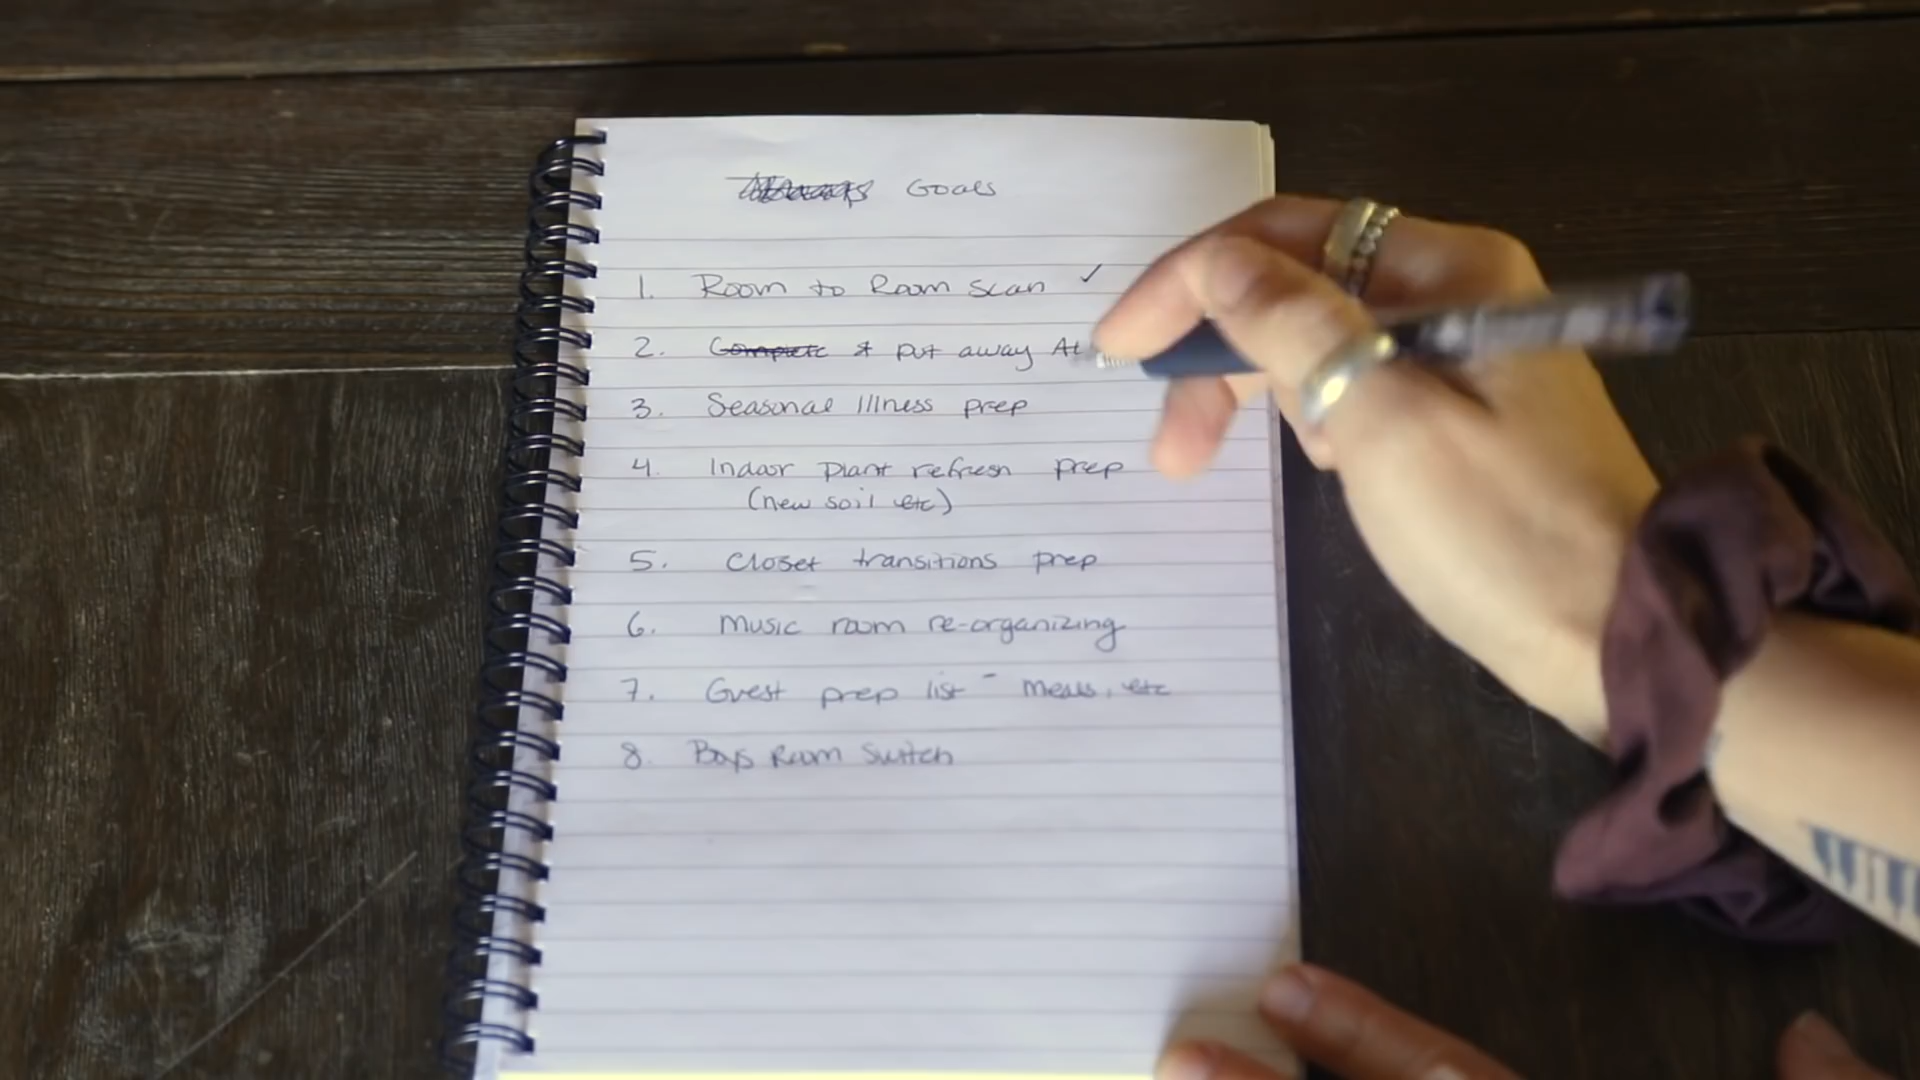 Goals
1. Room to Room Scan ✓
2. Complete & put away At
3. Seasonal Illness prep
4. Indoor plant refresh prep
(new soil etc)
5. Closet transitions prep
6. Music room re-organizing
7. Guest prep list - meals, etc
8. Boys Room Switch